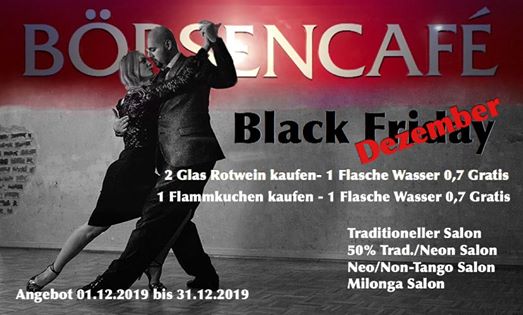 BÖRSENCAFÉ
Black Friday
Dezember
2 Glas Rotwein kaufen- 1 Flasche Wasser 0,7 Gratis
1 Flammkuchen kaufen - 1 Flasche Wasser 0,7 Gratis
Traditioneller Salon
50% Trad./Neon Salon
Neo/Non-Tango Salon
Milonga Salon
Angebot 01.12.2019 bis 31.12.2019